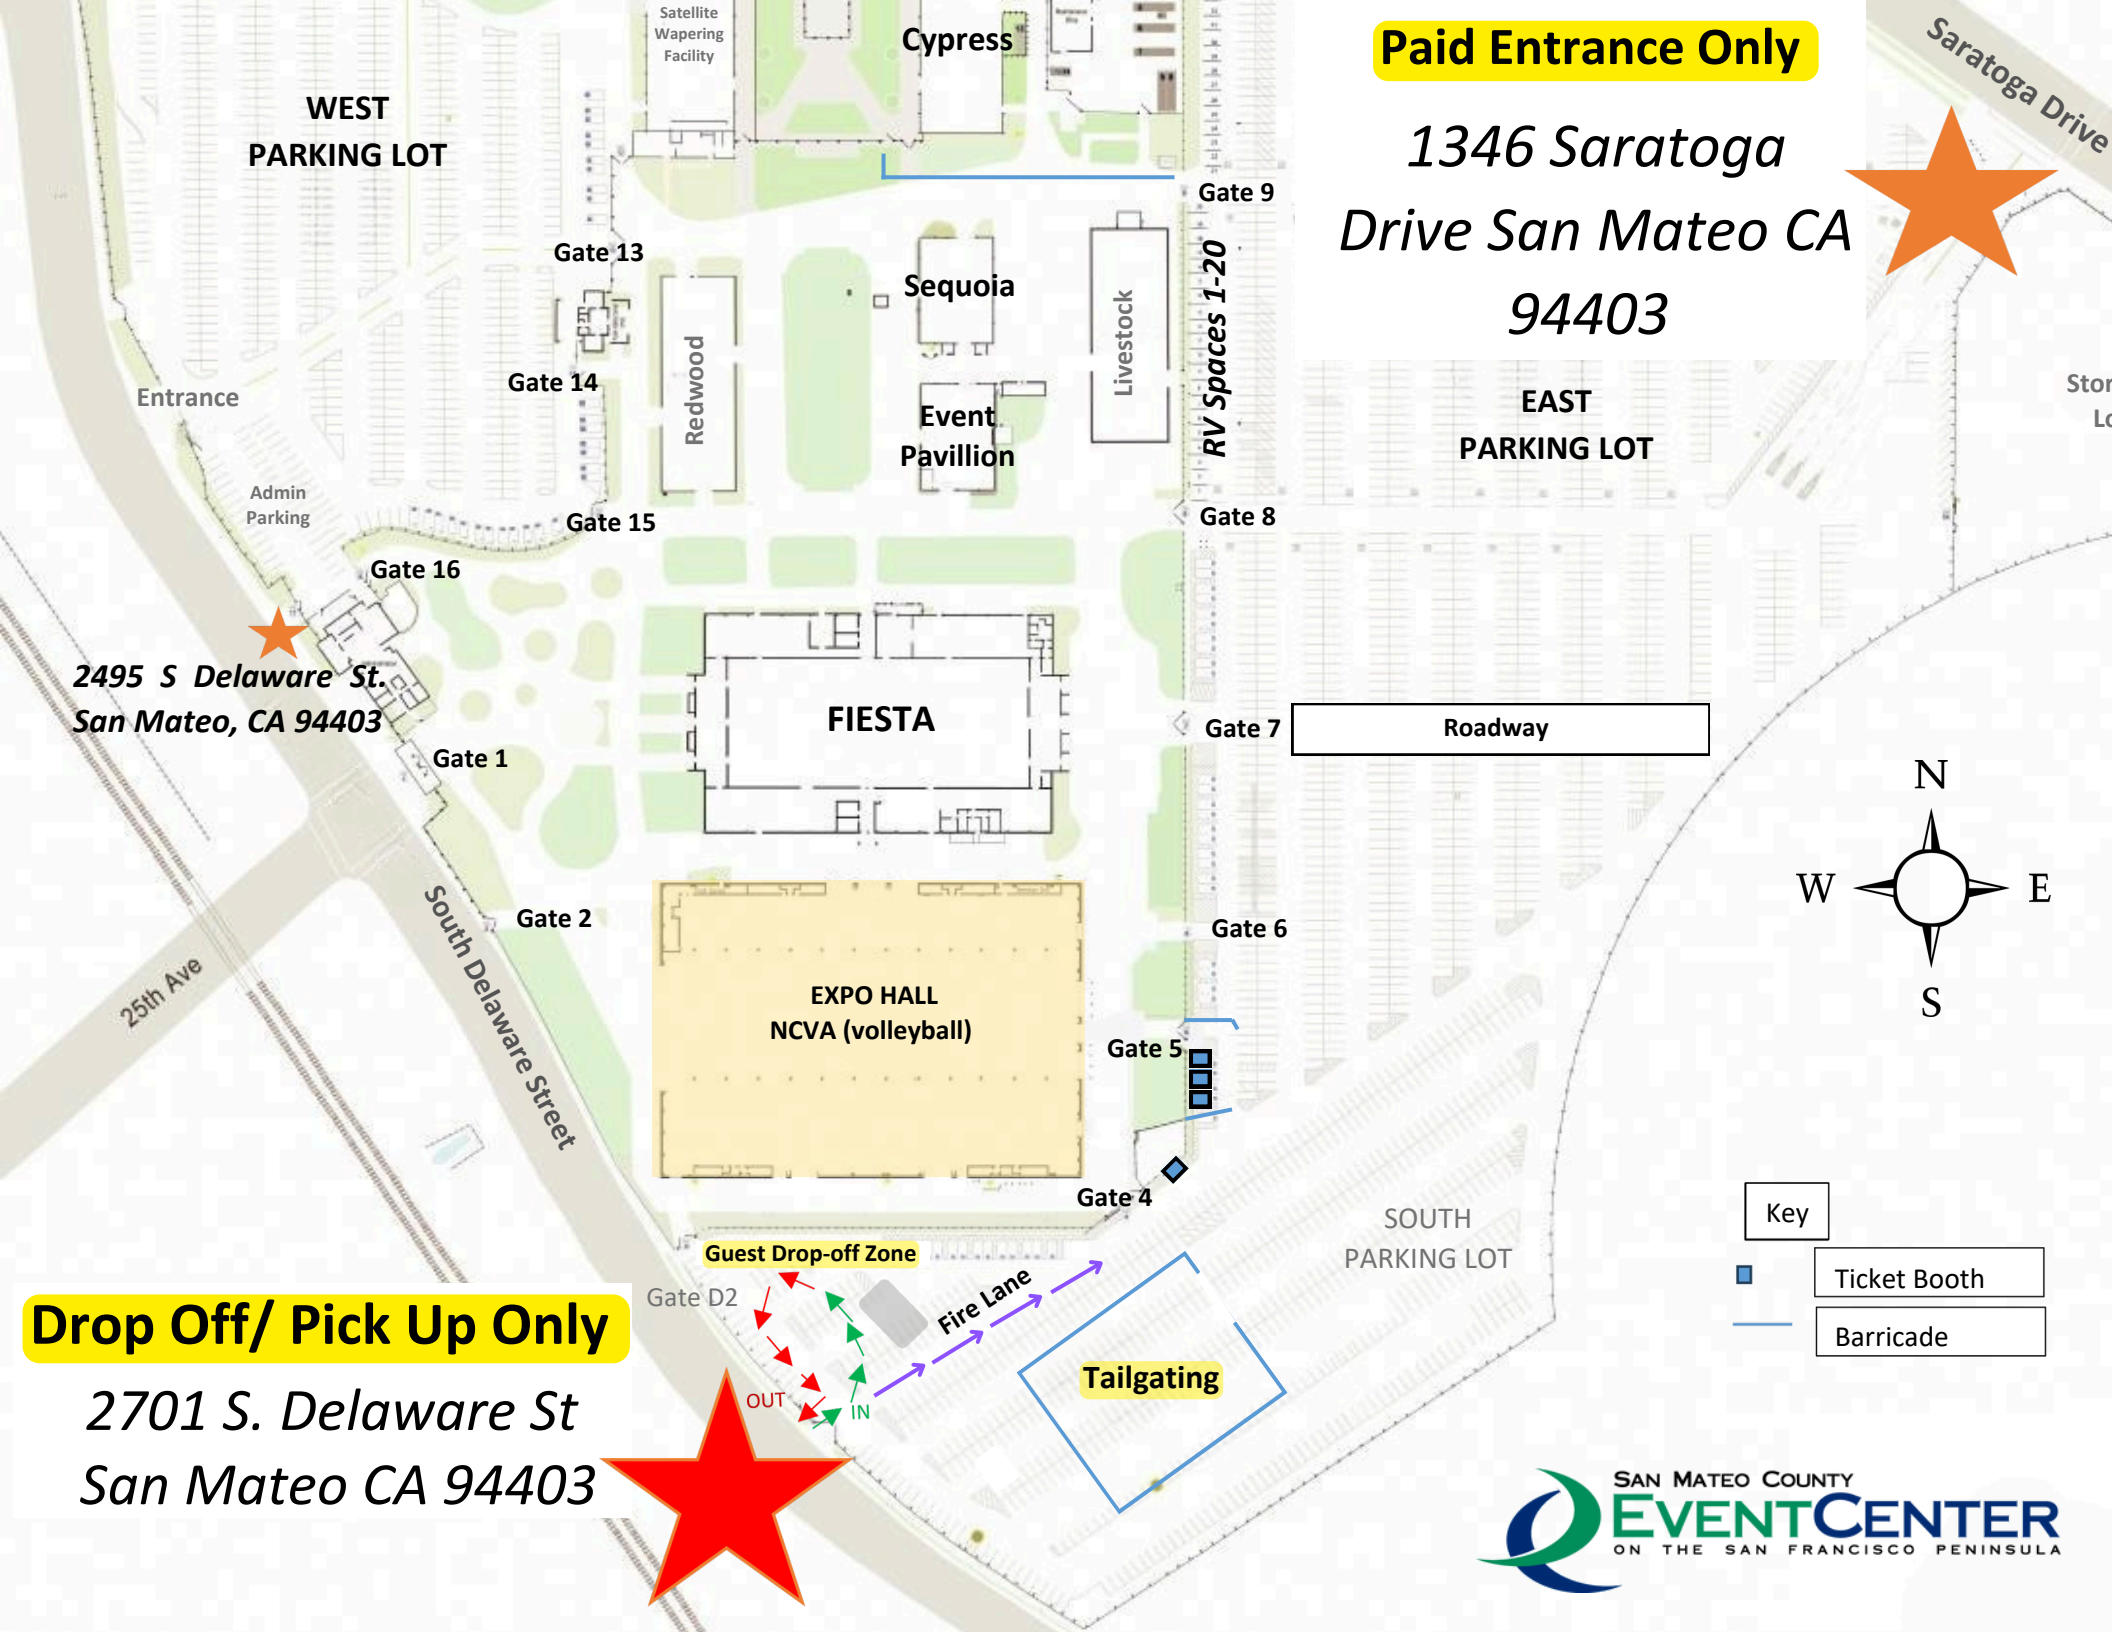 Satellite
Wapering
Facility
Cypress
Paid Entrance Only
1346 Saratoga
Drive San Mateo CA
94403
Saratoga Drive
WEST
PARKING LOT
Gate 9
Gate 13
Sequoia
RV Spaces 1-20
Livestock
Redwood
Gate 14
Entrance
Event
Pavillion
EAST
PARKING LOT
Stor
Lo
Admin
Parking
Gate 15
Gate 8
Gate 16
2495 S Delaware St.
San Mateo, CA 94403
FIESTA
Gate 7
Roadway
Gate 1
N
W
E
S
Gate 2
Gate 6
25th Ave
South Delaware Street
EXPO HALL
NCVA (volleyball)
Gate 5
Gate 4
SOUTH
PARKING LOT
Key
Ticket Booth
Barricade
Guest Drop-off Zone
Gate D2
Fire Lane
Tailgating
OUT
IN
Drop Off/ Pick Up Only
2701 S. Delaware St
San Mateo CA 94403
SAN MATEO COUNTY
EVENTCENTER
ON THE SAN FRANCISCO PENINSULA